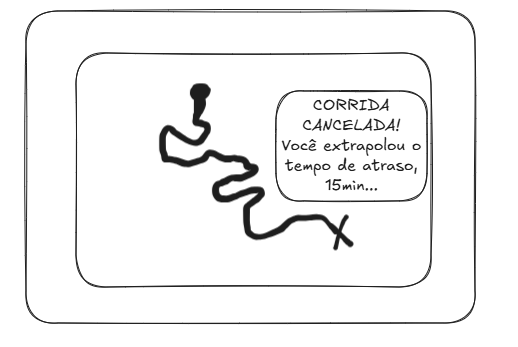 CORRIDA
CANCELADA!
Você extrapolou o
tempo de atraso,
15min...